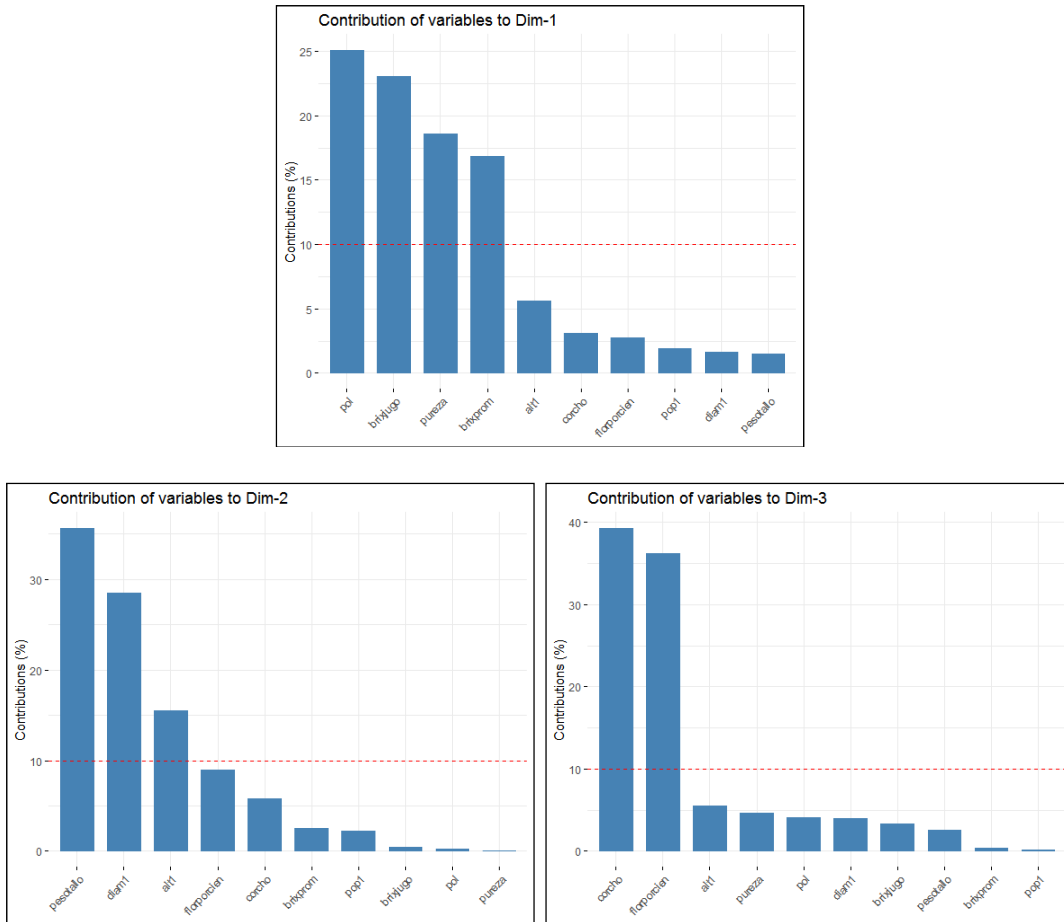 Contribution of variables to Dim-1
Contributions (%)
25
20
15
10
5
0
pol
brixjugo
pureza
brixprom
alt1
corcho
florporcien
pop1
diam1
pesotallo
Contribution of variables to Dim-2
Contributions (%)
30
20
10
0
pesotallo
diam1
alt1
florporcien
corcho
brixprom
pop1
brixjugo
pol
pureza
Contribution of variables to Dim-3
Contributions (%)
40
30
20
10
0
corcho
florporcien
alt1
pureza
pol
diam1
brixjugo
pesotallo
brixprom
pop1